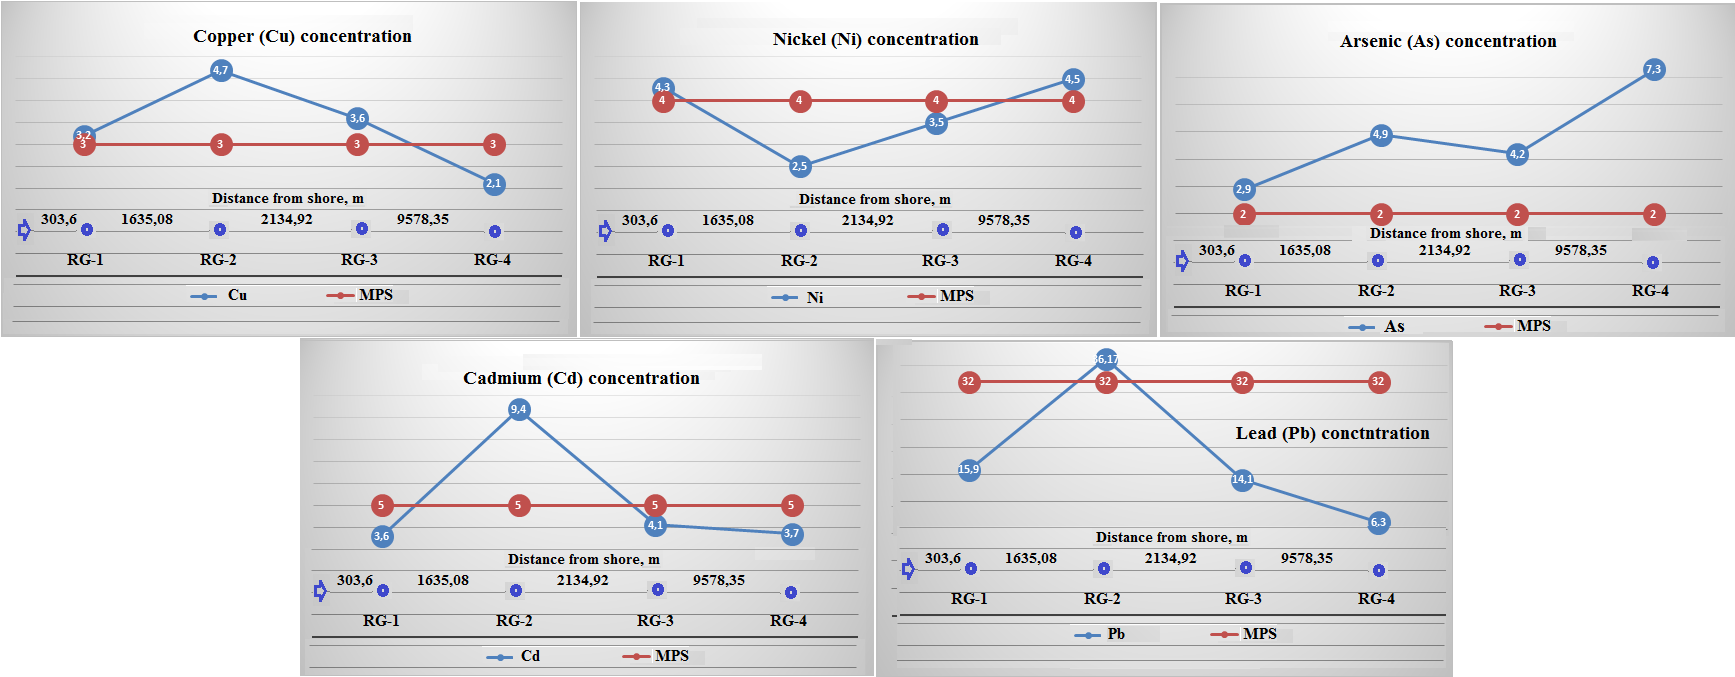 Copper (Cu) concentration
4,7
3,2
3,6
3
3
3
3
2,1
Distance from shore, m
303,6 1635,08 2134,92 9578,35
RG-1 RG-2 RG-3 RG-4
Cu MPS
Nickel (Ni) concentration
4,3
4,5
4
4
4
4
3,5
2,5
Distance from shore, m
303,6 1635,08 2134,92 9578,35
RG-1 RG-2 RG-3 RG-4
Ni MPS
Arsenic (As) concentration
7,3
4,9
4,2
2,9
2
2
2
2
Distance from shore, m
303,6 1635,08 2134,92 9578,35
RG-1 RG-2 RG-3 RG-4
As MPS
Cadmium (Cd) concentration
9,4
5
5
5
5
3,6
4,1
3,7
Distance from shore, m
303,6 1635,08 2134,92 9578,35
RG-1 RG-2 RG-3 RG-4
Cd MPS
36,17
32
32
32
32
Lead (Pb) conctntration
15,9
14,1
6,3
Distance from shore, m
303,6 1635,08 2134,92 9578,35
RG-1 RG-2 RG-3 RG-4
Pb MPS